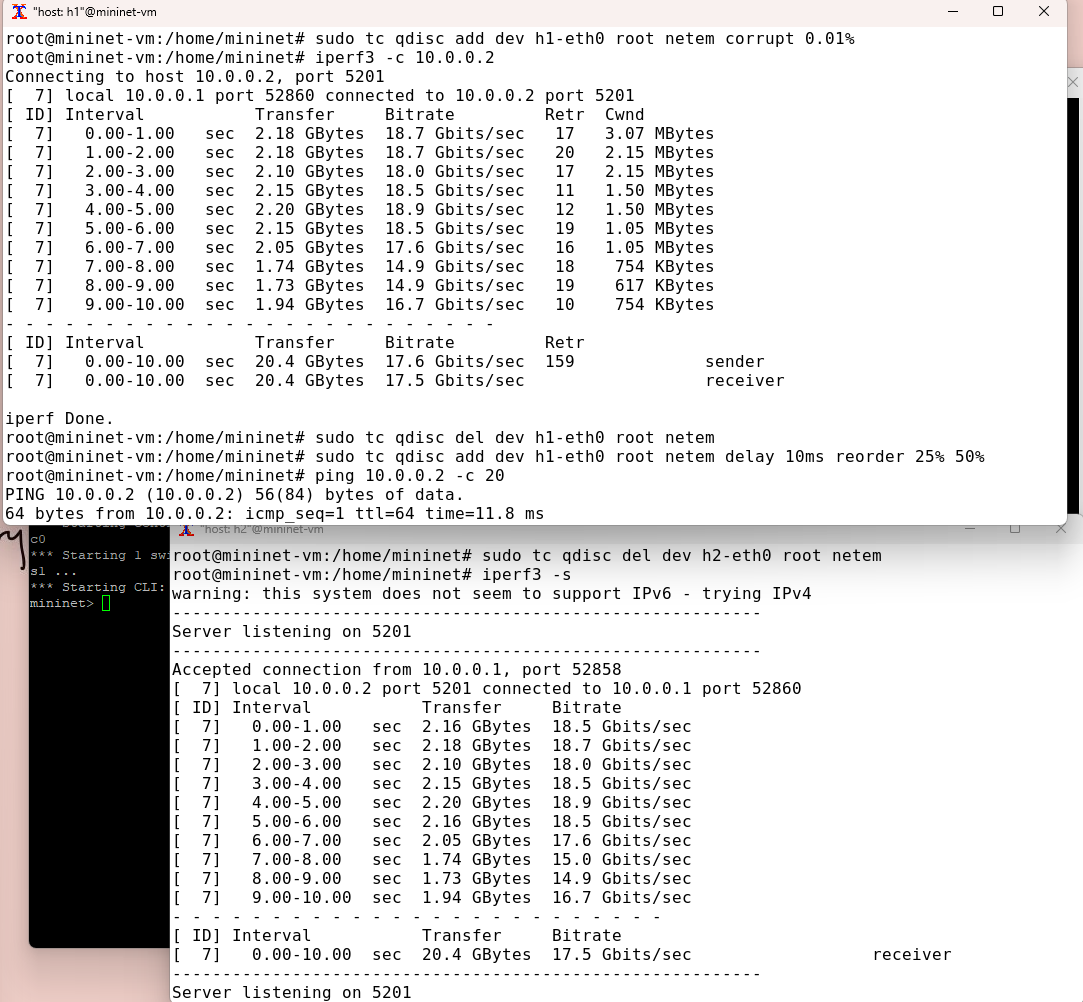 "host: h1"@mininet-vm
root@mininet-vm:/home/mininet# sudo tc qdisc add dev h1-eth0 root netem corrupt 0.01%
root@mininet-vm:/home/mininet# iperf3 -c 10.0.0.2
Connecting to host 10.0.0.2, port 5201
[  7] local 10.0.0.1 port 52860 connected to 10.0.0.2 port 5201
[ ID] Interval           Transfer     Bitrate         Retr  Cwnd
[  7]   0.00-1.00   sec  2.18 GBytes  18.7 Gbits/sec   17   3.07 MBytes
[  7]   1.00-2.00   sec  2.18 GBytes  18.7 Gbits/sec   20   2.15 MBytes
[  7]   2.00-3.00   sec  2.10 GBytes  18.0 Gbits/sec   17   2.15 MBytes
[  7]   3.00-4.00   sec  2.15 GBytes  18.5 Gbits/sec   11   1.50 MBytes
[  7]   4.00-5.00   sec  2.20 GBytes  18.9 Gbits/sec   12   1.50 MBytes
[  7]   5.00-6.00   sec  2.15 GBytes  18.5 Gbits/sec   19   1.05 MBytes
[  7]   6.00-7.00   sec  2.05 GBytes  17.6 Gbits/sec   16   1.05 MBytes
[  7]   7.00-8.00   sec  1.74 GBytes  14.9 Gbits/sec   18    754 KBytes
[  7]   8.00-9.00   sec  1.73 GBytes  14.9 Gbits/sec   19    617 KBytes
[  7]   9.00-10.00  sec  1.94 GBytes  16.7 Gbits/sec   10    754 KBytes
- - - - - - - - - - - - - - - - - - - - - - - - -
[ ID] Interval           Transfer     Bitrate         Retr
[  7]   0.00-10.00  sec  20.4 GBytes  17.6 Gbits/sec  159             sender
[  7]   0.00-10.00  sec  20.4 GBytes  17.5 Gbits/sec                  receiver
iperf Done.
root@mininet-vm:/home/mininet# sudo tc qdisc del dev h1-eth0 root netem
root@mininet-vm:/home/mininet# sudo tc qdisc add dev h1-eth0 root netem delay 10ms reorder 25% 50%
root@mininet-vm:/home/mininet# ping 10.0.0.2 -c 20
PING 10.0.0.2 (10.0.0.2) 56(84) bytes of data.
64 bytes from 10.0.0.2: icmp_seq=1 ttl=64 time=11.8 ms
c0
*** Starting 1
s1 ...
*** Starting CLI:
mininet>
"host: h2"@mininet-vm
root@mininet-vm:/home/mininet# sudo tc qdisc del dev h2-eth0 root netem
root@mininet-vm:/home/mininet# iperf3 -s
warning: this system does not seem to support IPv6 - trying IPv4
-----------------------------------------------------------
Server listening on 5201
-----------------------------------------------------------
Accepted connection from 10.0.0.1, port 52858
[  7] local 10.0.0.2 port 5201 connected to 10.0.0.1 port 52860
[ ID] Interval           Transfer     Bitrate
[  7]   0.00-1.00   sec  2.16 GBytes  18.5 Gbits/sec
[  7]   1.00-2.00   sec  2.18 GBytes  18.7 Gbits/sec
[  7]   2.00-3.00   sec  2.10 GBytes  18.0 Gbits/sec
[  7]   3.00-4.00   sec  2.15 GBytes  18.5 Gbits/sec
[  7]   4.00-5.00   sec  2.20 GBytes  18.9 Gbits/sec
[  7]   5.00-6.00   sec  2.16 GBytes  18.5 Gbits/sec
[  7]   6.00-7.00   sec  2.05 GBytes  17.6 Gbits/sec
[  7]   7.00-8.00   sec  1.74 GBytes  15.0 Gbits/sec
[  7]   8.00-9.00   sec  1.73 GBytes  14.9 Gbits/sec
[  7]   9.00-10.00  sec  1.94 GBytes  16.7 Gbits/sec
- - - - - - - - - - - - - - - - - - - - - - - - -
[ ID] Interval           Transfer     Bitrate
[  7]   0.00-10.00  sec  20.4 GBytes  17.5 Gbits/sec                  receiver
-----------------------------------------------------------
Server listening on 5201